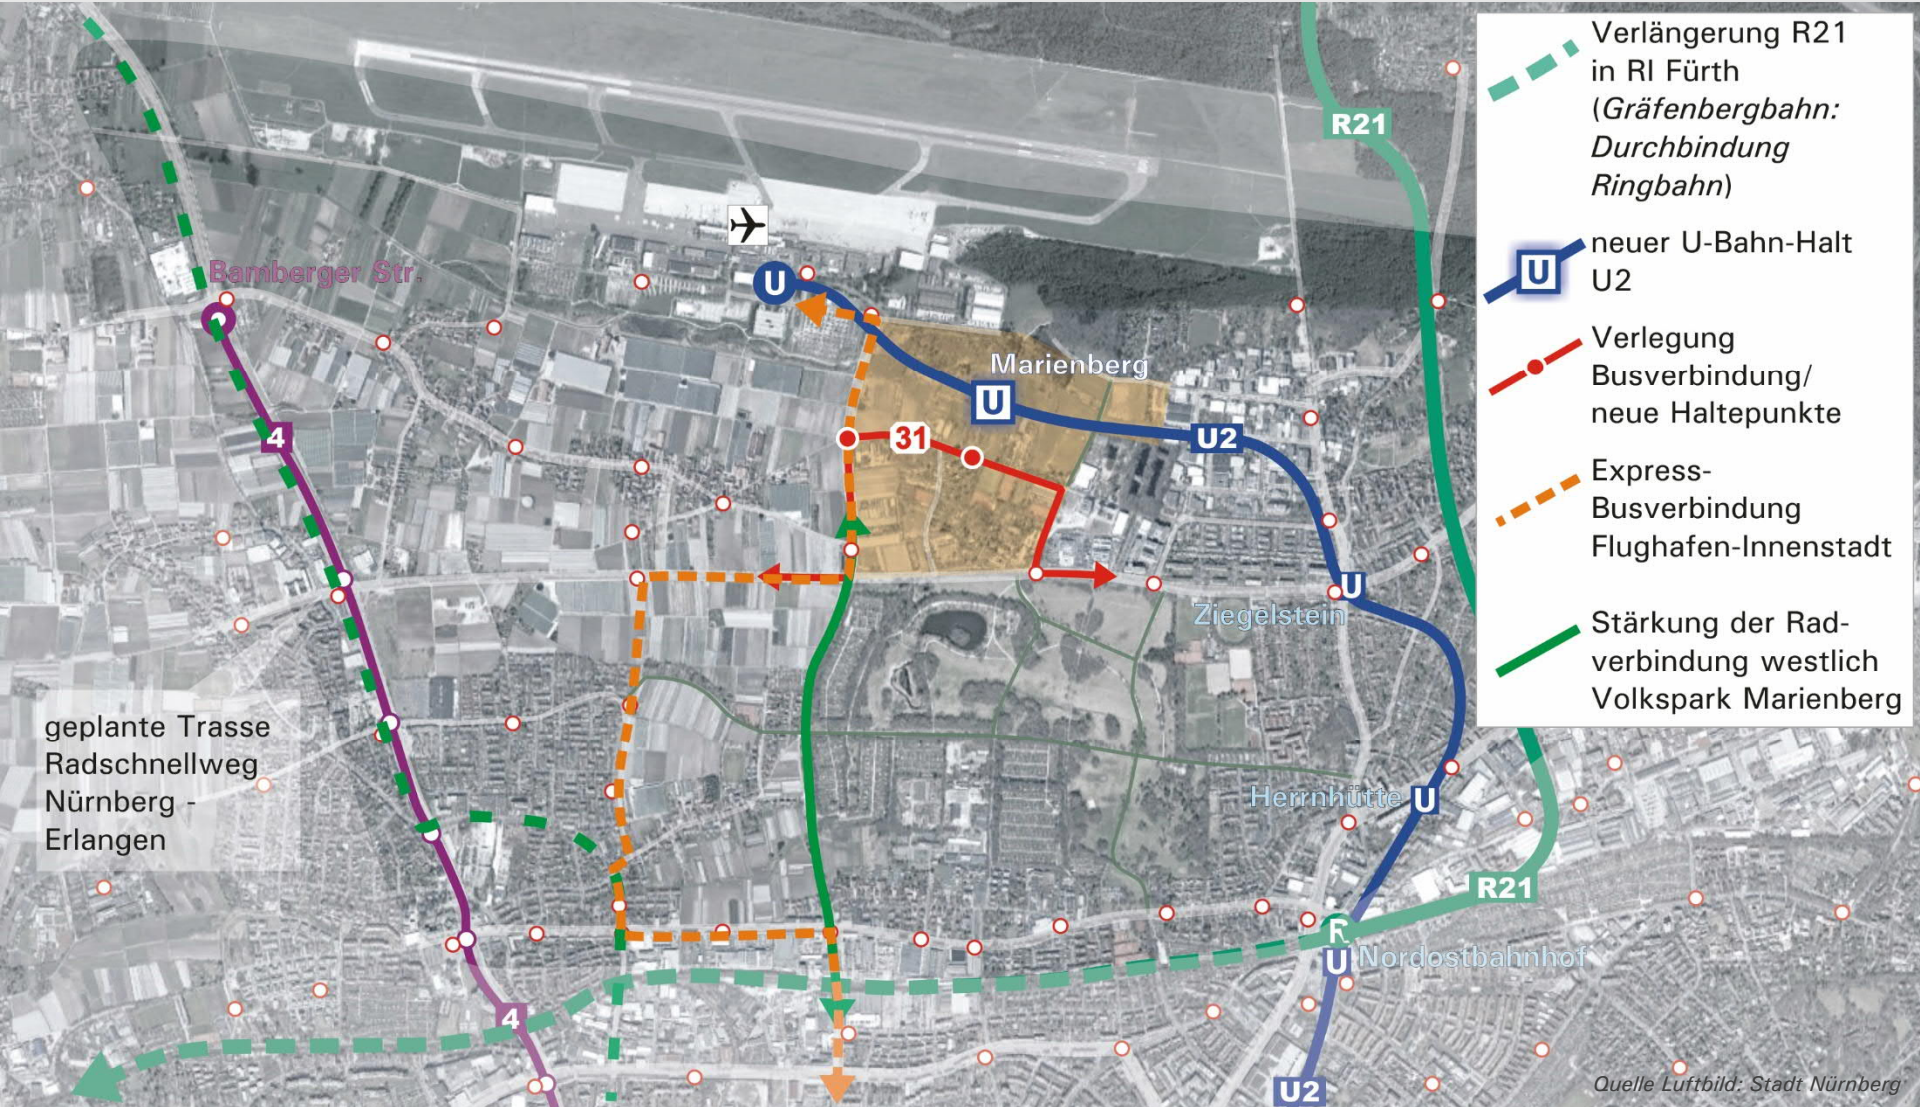 R21
Bamberger Str.
U
Marienberg
U
31
U2
4
U
Ziegelstein
geplante Trasse
Radschnellweg
Nürnberg -
Erlangen
Herrnhütte
U
R21
R
U
Nordostbahnhof
4
U2
Verlängerung R21
in RI Fürth
(Gräfenbergbahn:
Durchbindung
Ringbahn)
U
neuer U-Bahn-Halt
U2
Verlegung
Busverbindung/
neue Haltepunkte
Express-
Busverbindung
Flughafen-Innenstadt
Stärkung der Rad-
verbindung westlich
Volkspark Marienberg
Quelle Luftbild: Stadt Nürnberg